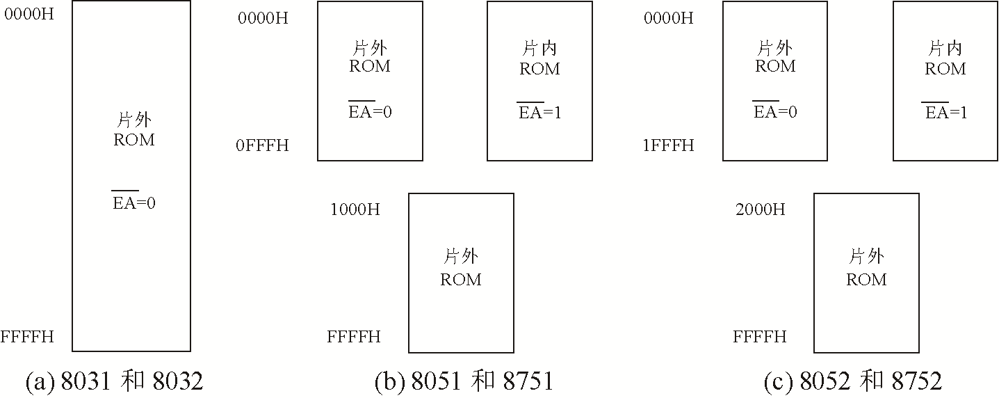 0000H
片外
ROM
EA=0
FFFFH
(a) 8031 和 8032
0000H
片外
ROM
EA=0
0FFFH
片内
ROM
EA=1
1000H
片外
ROM
FFFFH
(b) 8051 和 8751
0000H
片外
ROM
EA=0
1FFFH
片内
ROM
EA=1
2000H
片外
ROM
FFFFH
(c) 8052 和 8752